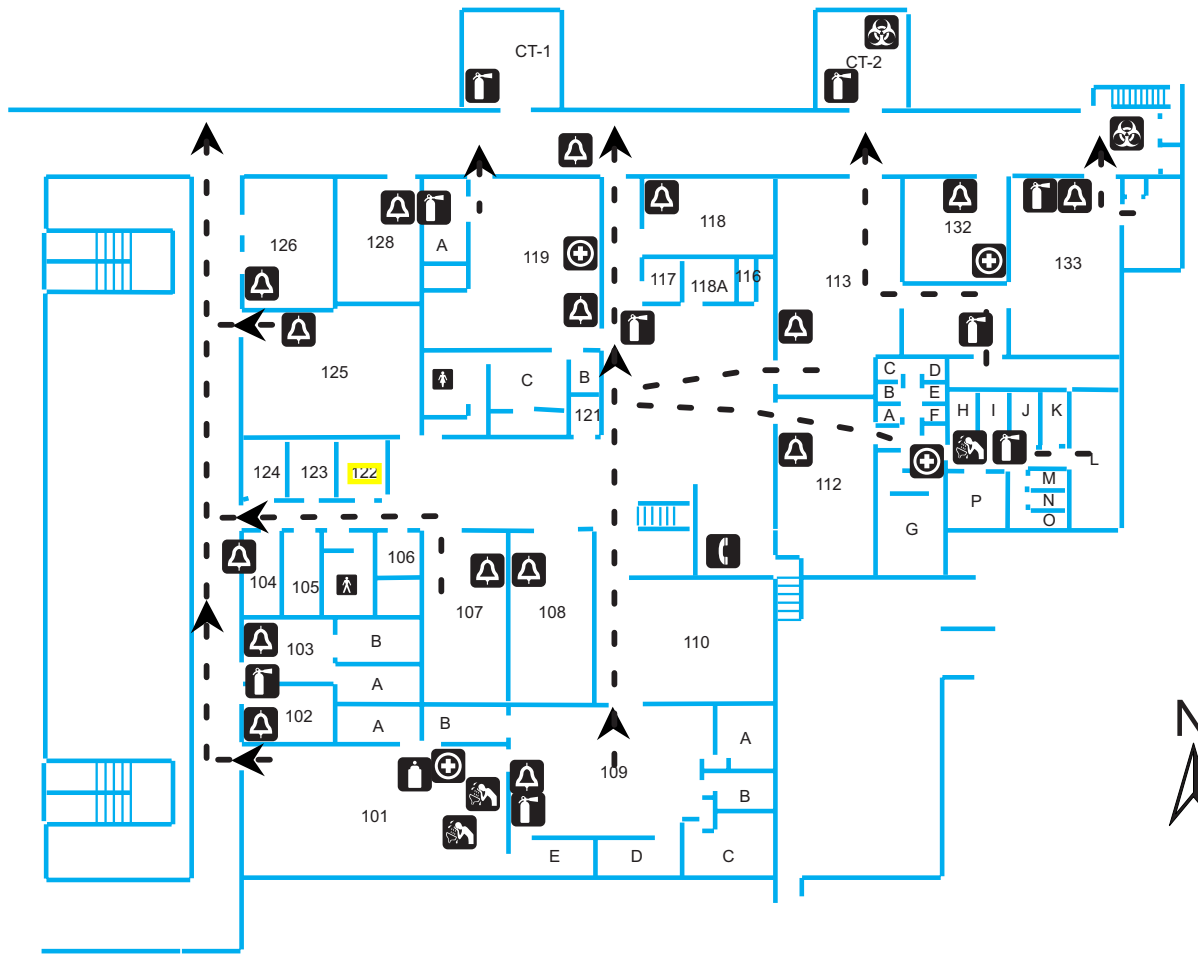 CT-1
CT-2
126
128
A
119
118
117
118A
116
113
132
133
125
C
B
121
C
D
B
E
A
F
H
I
J
K
L
M
N
O
P
G
124
123
122
112
104
105
106
107
108
103
B
A
102
A
B
110
109
A
B
C
D
E
101
N